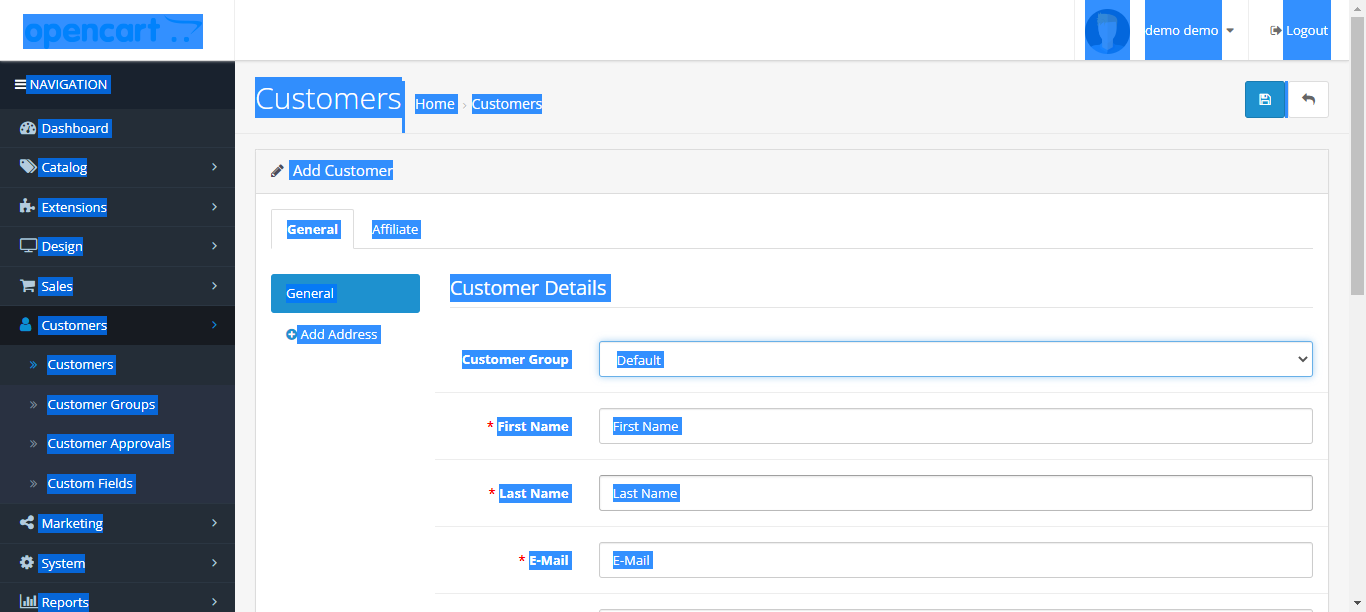 opencart
demo demo
Logout
NAVIGATION
Dashboard
Catalog
Extensions
Design
Sales
Customers
» Customers
» Customer Groups
» Customer Approvals
» Custom Fields
Marketing
System
Reports
Customers
Home › Customers
Add Customer
General
Affiliate
General
Add Address
Customer Details
Customer Group Default
* First Name First Name
* Last Name Last Name
* E-Mail E-Mail